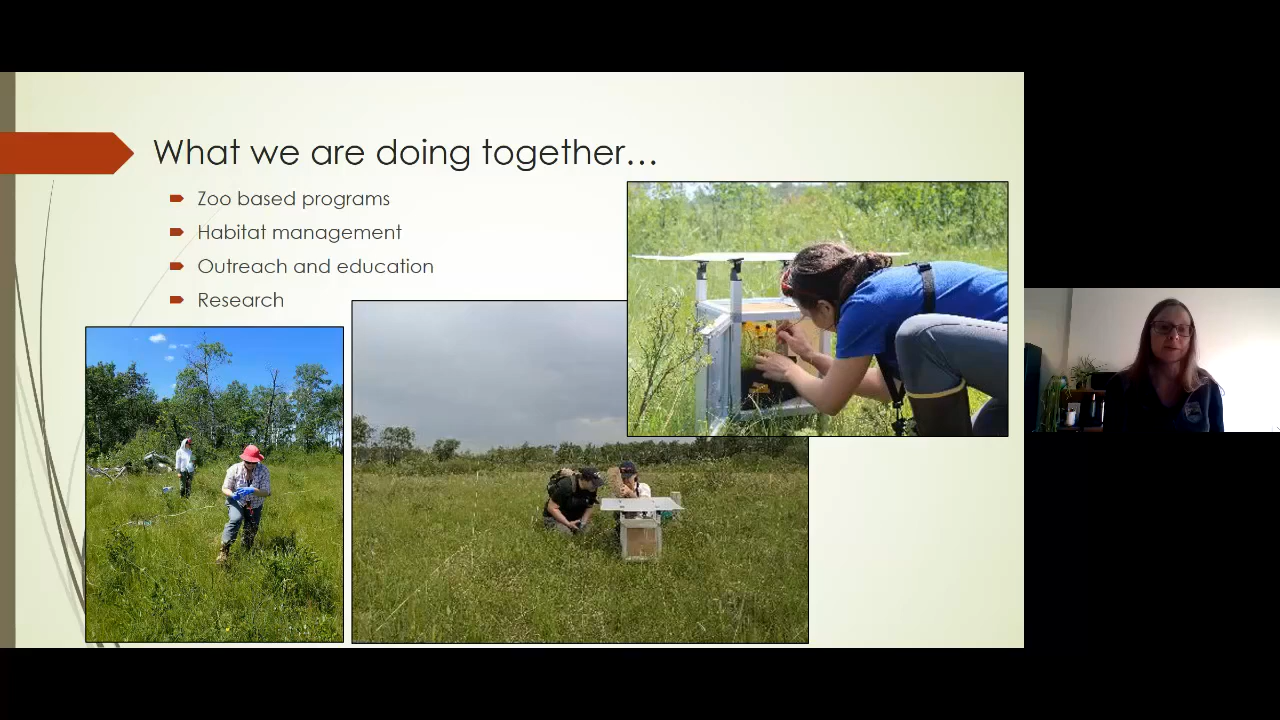 What we are doing together…
Zoo based programs
Habitat management
Outreach and education
Research